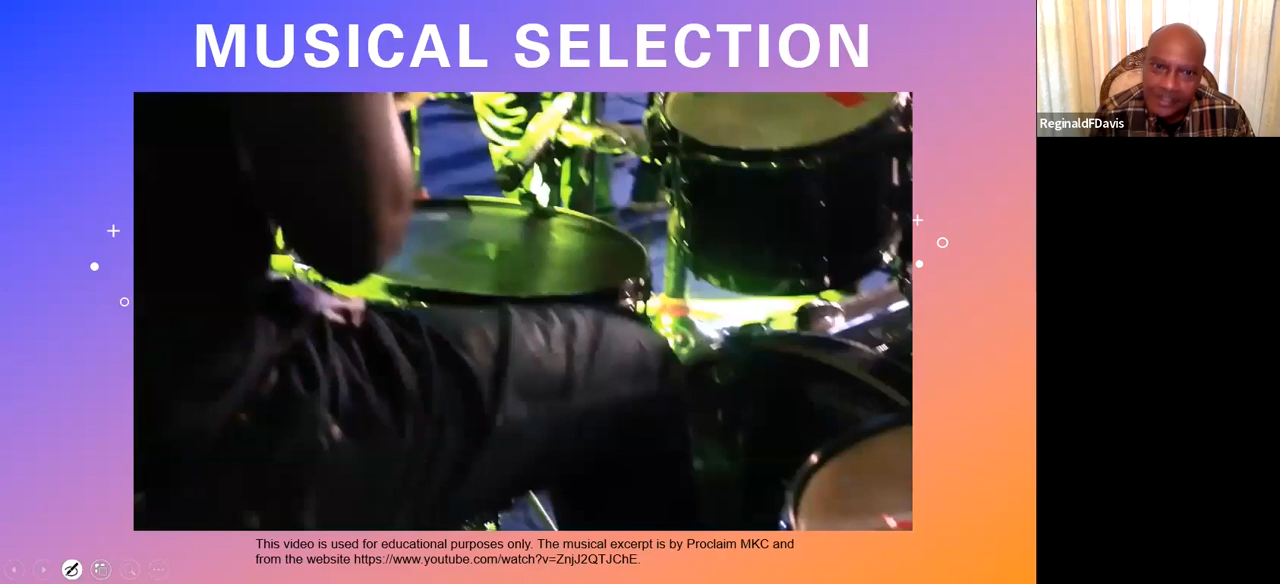 MUSICAL SELECTION
ReginaldFDavis
This video is used for educational purposes only. The musical excerpt is by Proclaim MKC and
from the website https://www.youtube.com/watch?v=ZnjJ2QTJChE.